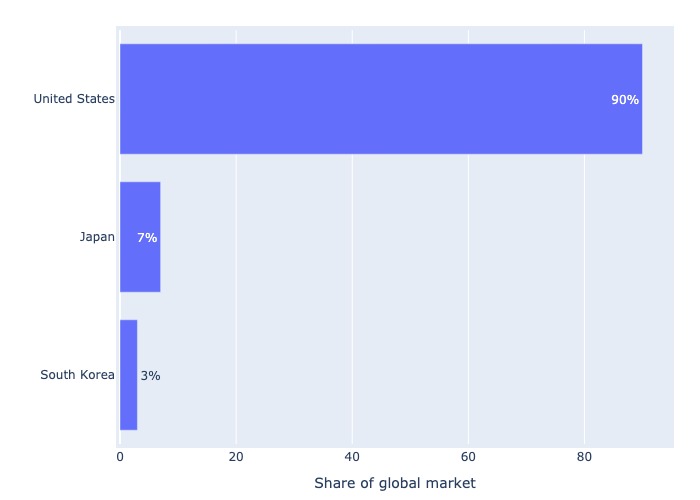 United States
90%
Japan
7%
South Korea
3%
0 20 40 60 80
Share of global market